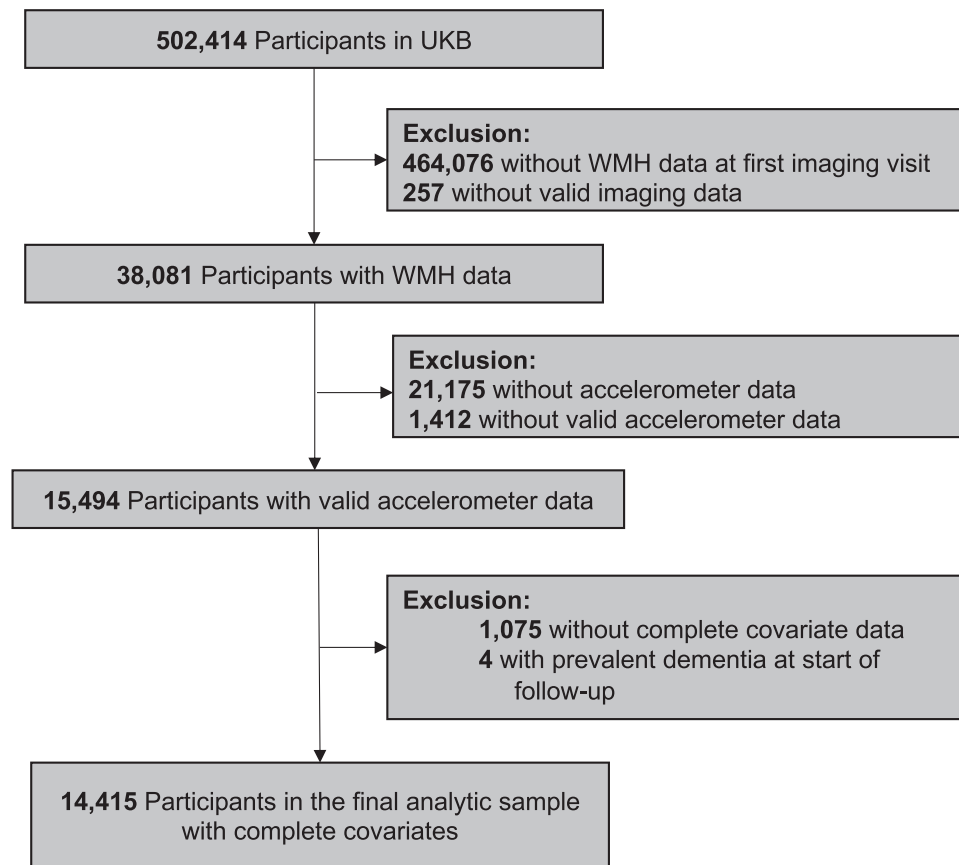 502,414 Participants in UKB
Exclusion:
464,076 without WMH data at first imaging visit
257 without valid imaging data
38,081 Participants with WMH data
Exclusion:
21,175 without accelerometer data
1,412 without valid accelerometer data
15,494 Participants with valid accelerometer data
Exclusion:
1,075 without complete covariate data
4 with prevalent dementia at start of
follow-up
14,415 Participants in the final analytic sample
with complete covariates